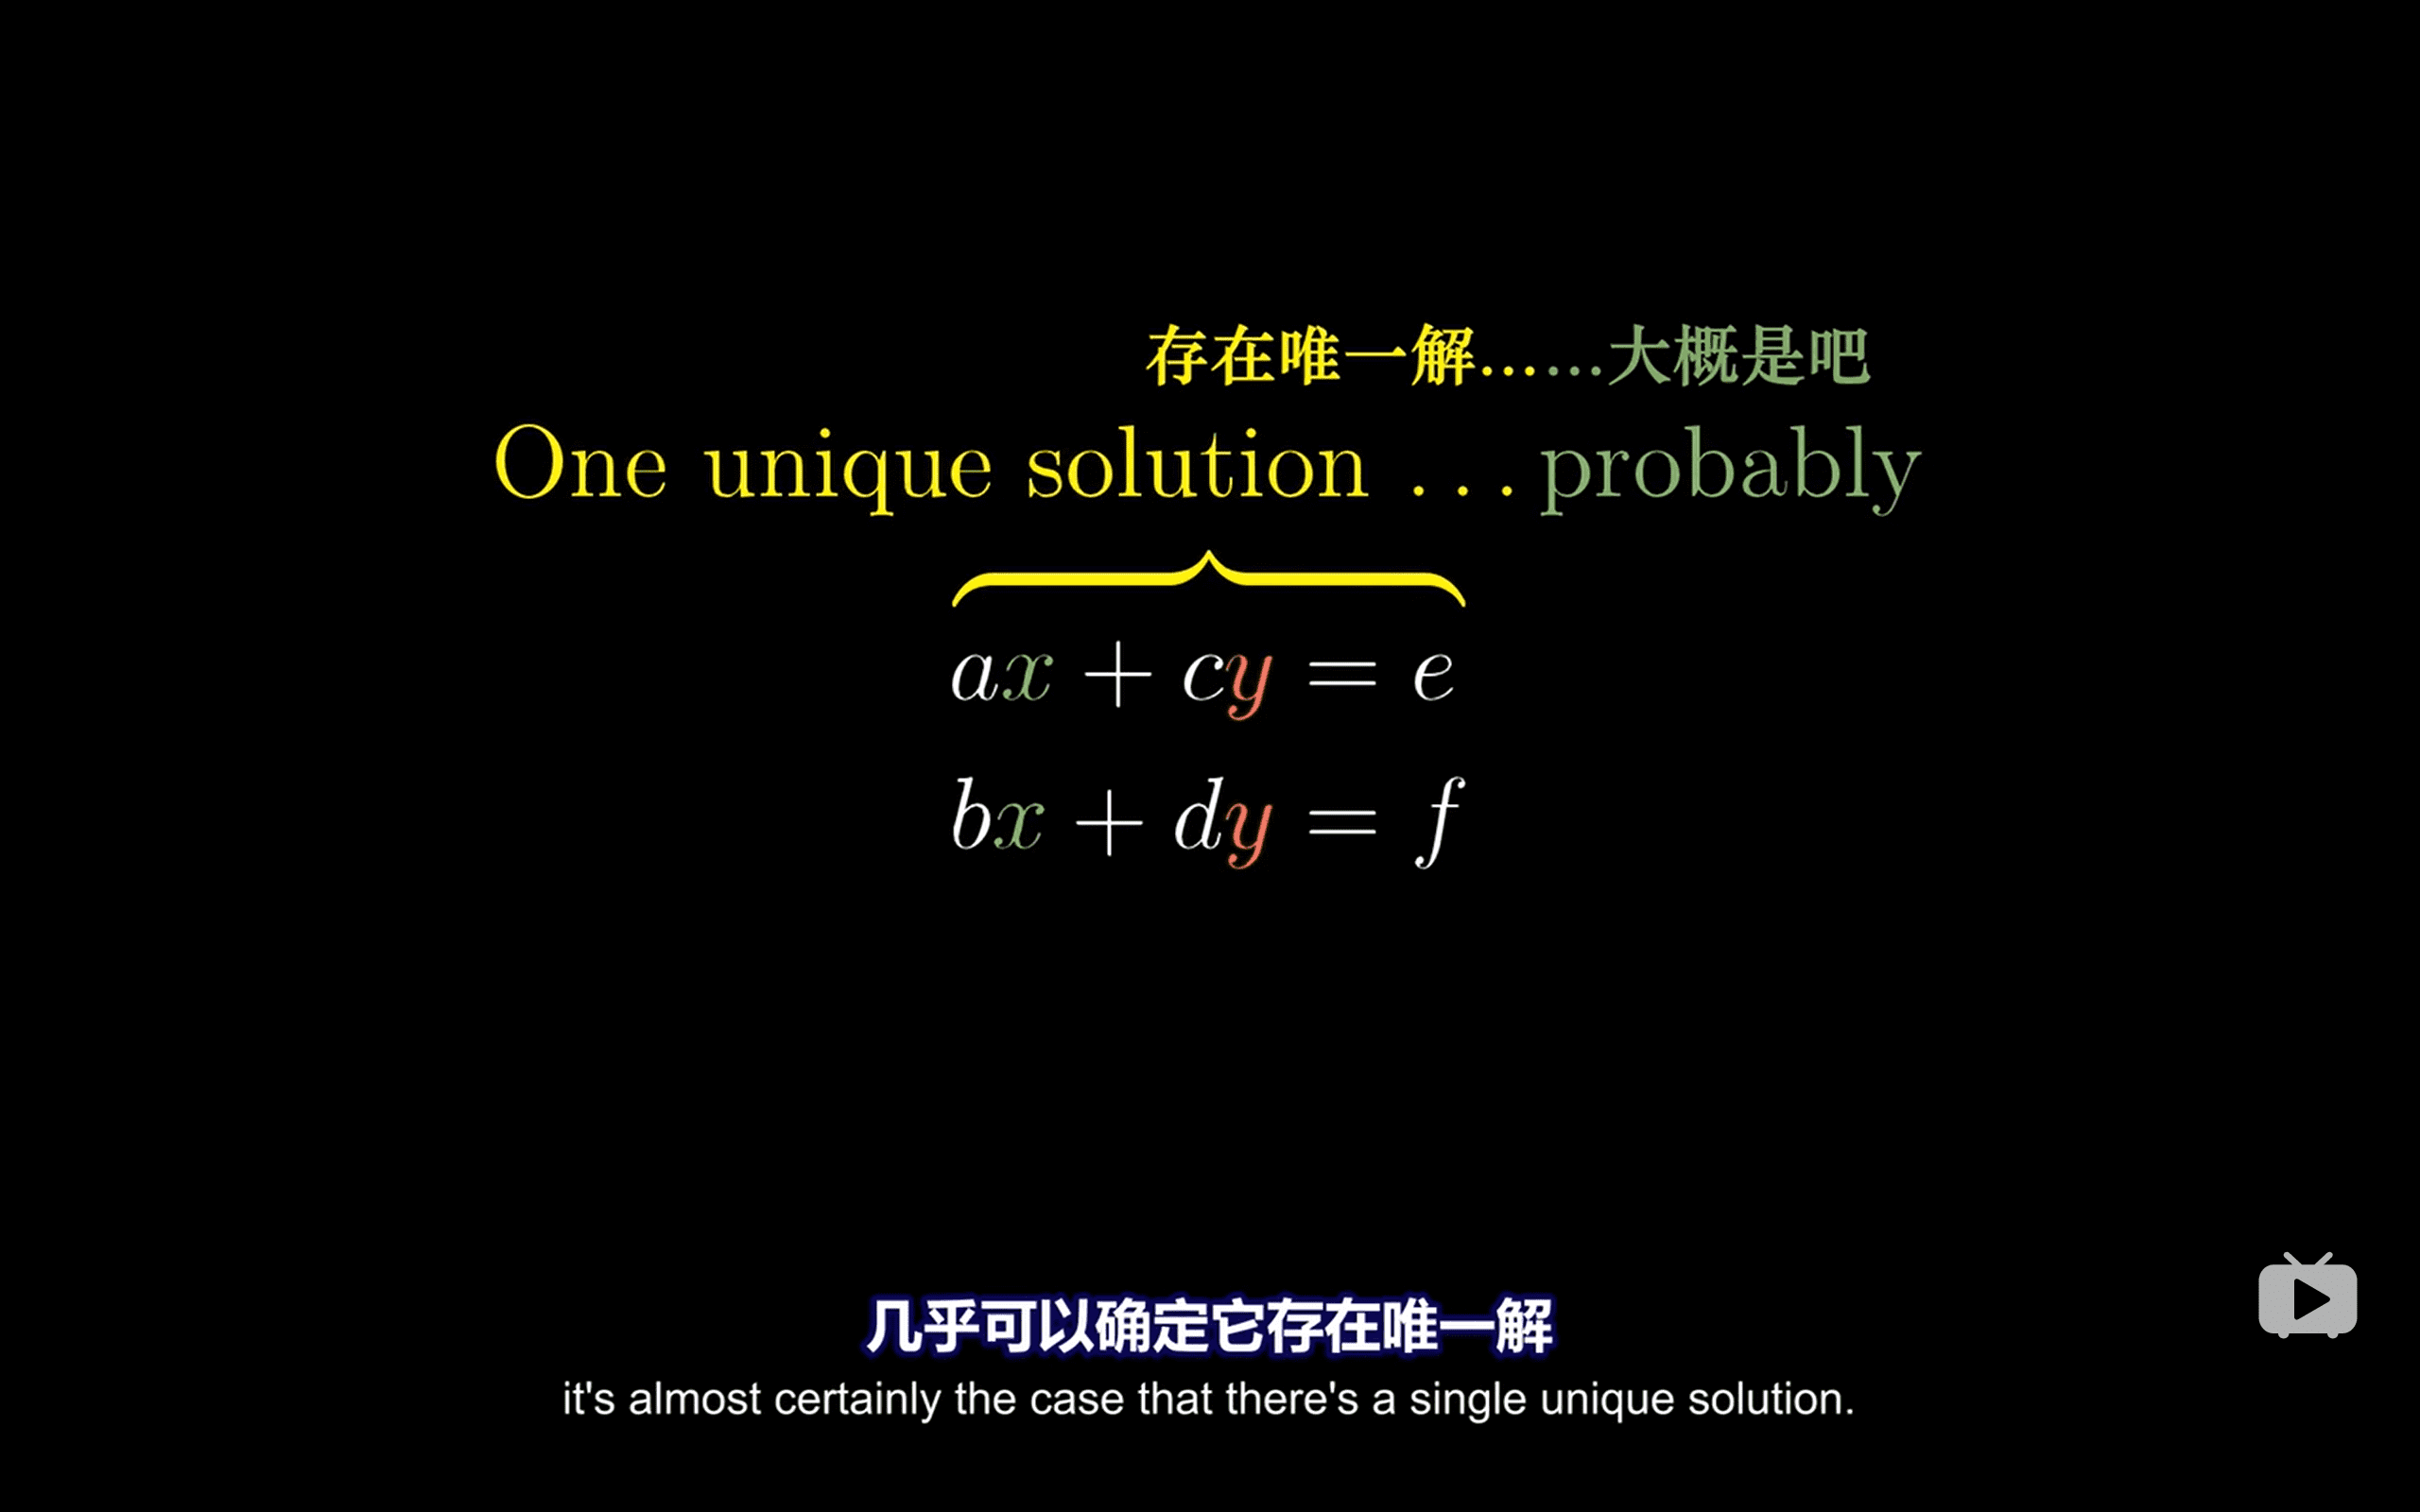 存在唯一解……大概是吧
One unique solution ... probably
ax + cy = e
bx + dy = f
几乎可以确定它存在唯一解
it's almost certainly the case that there's a single unique solution.